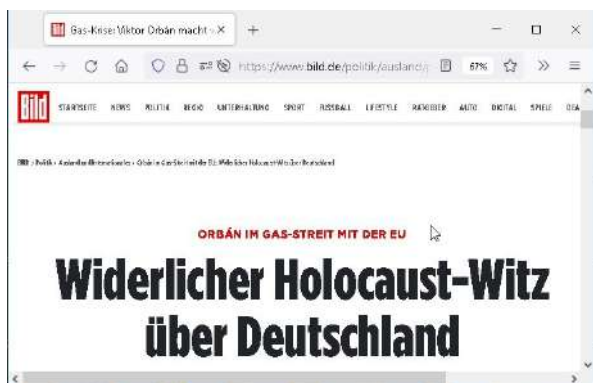 Gas-Krise: Viktor Orbán macht
67%
https://www.bild.de/politik/ausland/
Bild
STARTSEITE NEWS POLITIK REGIO UNTERHALTUNG SPORT FUSSBALL LIFESTYLE RATGEBER AUTO DIGITAL SPIELE
ORBÁN IM GAS-STREIT MIT DER EU
Widerlicher Holocaust-Witz
über Deutschland